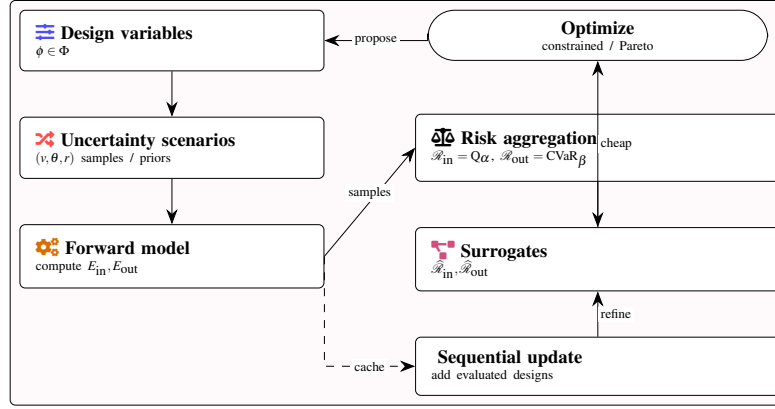 Design variables
ϕ ∈ Φ
propose
Optimize
constrained / Pareto
Uncertainty scenarios
(v, θ, r) samples / priors
Risk aggregation
ℛin = Qα, ℛout = CVaRβ
cheap
samples
Forward model
compute Ein, Eout
Surrogates
ℛ̂in, ℛ̂out
refine
cache
Sequential update
add evaluated designs